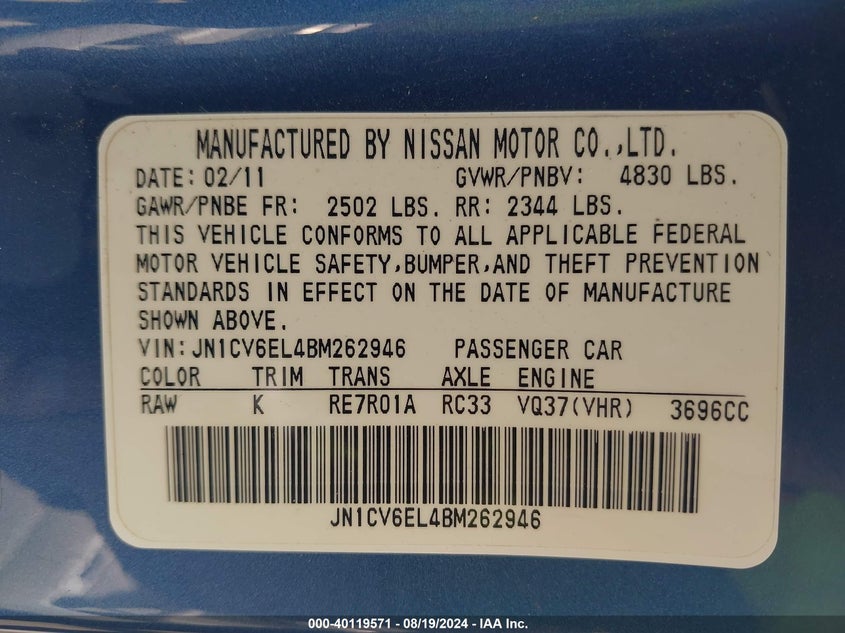 MANUFACTURED BY NISSAN MOTOR CO.,LTD.
DATE: 02/11 GVWR/PNBV: 4830 LBS.
GAWR/PNBE FR: 2502 LBS. RR: 2344 LBS.
THIS VEHICLE CONFORMS TO ALL APPLICABLE FEDERAL
MOTOR VEHICLE SAFETY,BUMPER,AND THEFT PREVENTION
STANDARDS IN EFFECT ON THE DATE OF MANUFACTURE
SHOWN ABOVE.
VIN:JN1CV6EL4BM262946 PASSENGER CAR
COLOR TRIM TRANS AXLE ENGINE
RAW K RE7R01A RC33 VQ37(VHR) 3696CC
JN1CV6EL4BM262946
000-40119571 - 08/19/2024 - IAA Inc.